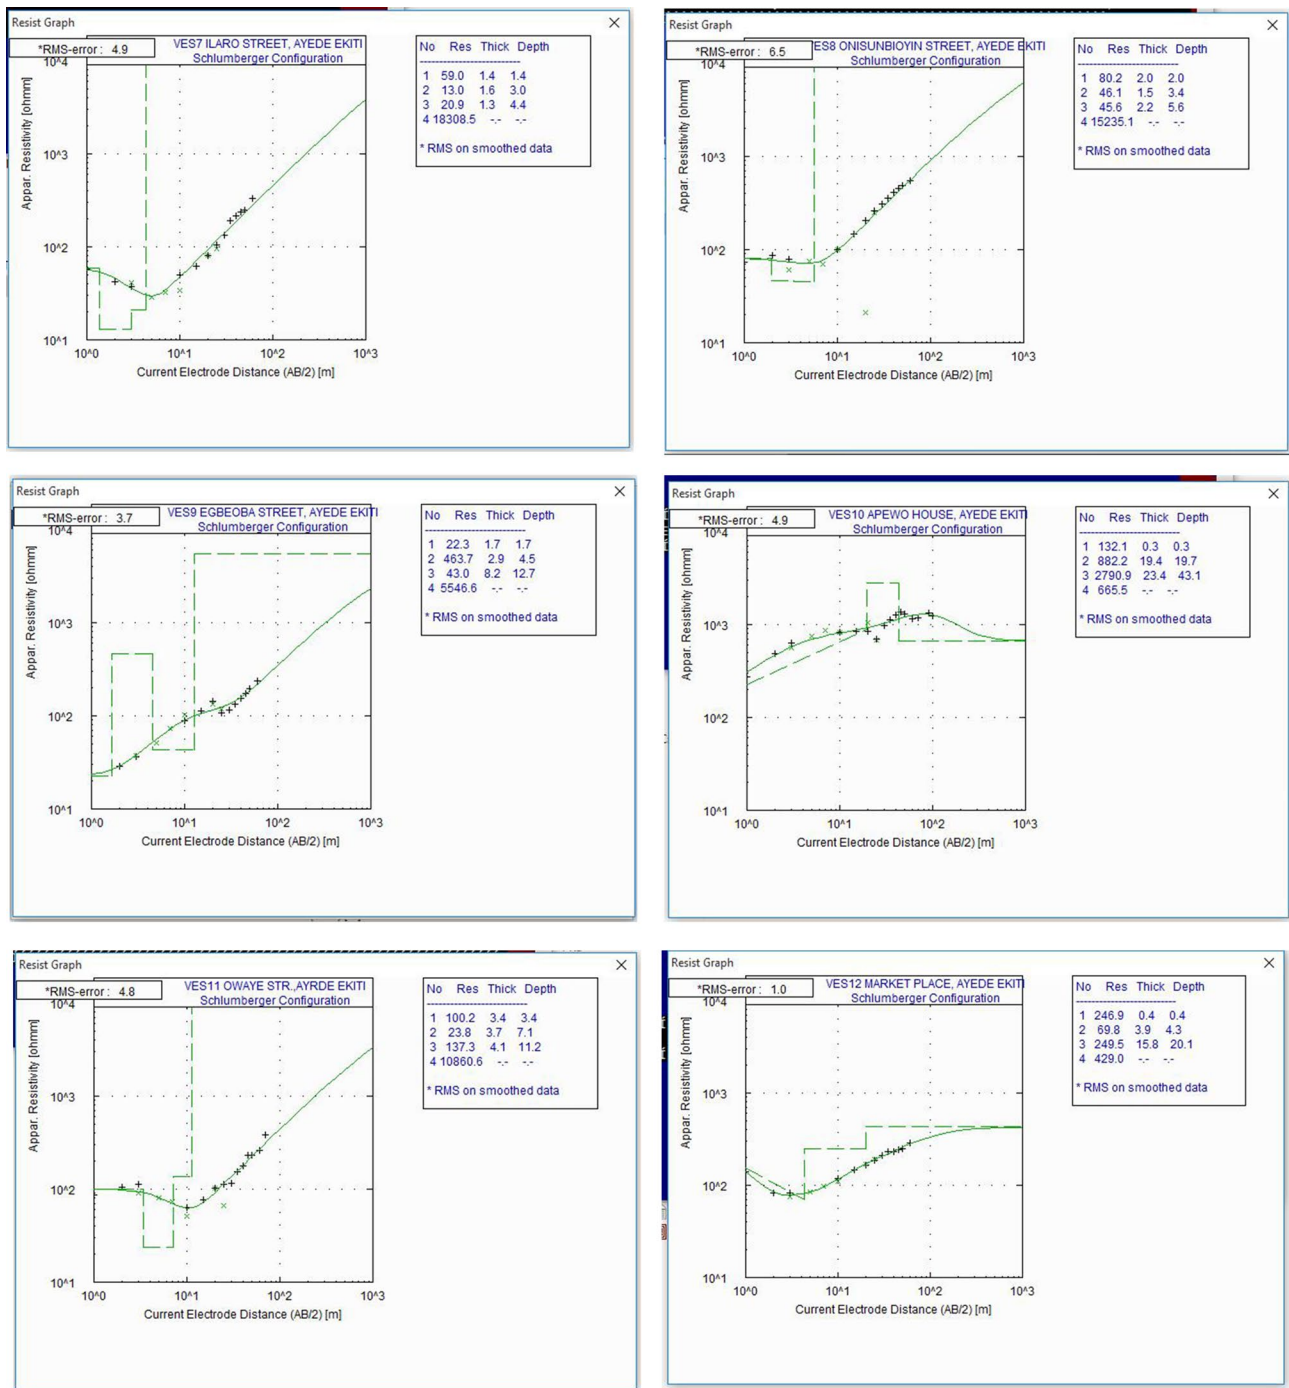 Resist Graph
*RMS-error : 4.9
VES7 ILARO STREET, AYEDE EKITI
Schlumberger Configuration
No Res Thick Depth
1 59.0 1.4 1.4
2 13.0 1.6 3.0
3 20.9 1.3 4.4
4 18308.5 -.- -.-
* RMS on smoothed data
Appar. Resistivity [ohmm]
10^4
10^3
10^2
10^1
10^0 10^1 10^2 10^3
Current Electrode Distance (AB/2) [m]
Resist Graph
*RMS-error : 6.5
VES8 ONISUNBIOYIN STREET, AYEDE EKITI
Schlumberger Configuration
No Res Thick Depth
1 80.2 2.0 2.0
2 46.1 1.5 3.4
3 45.6 2.2 5.6
4 15235.1 -.- -.-
* RMS on smoothed data
Appar. Resistivity [ohmm]
10^4
10^3
10^2
10^1
10^0 10^1 10^2 10^3
Current Electrode Distance (AB/2) [m]
Resist Graph
*RMS-error : 3.7
VES9 EGBEOBA STREET, AYEDE EKITI
Schlumberger Configuration
No Res Thick Depth
1 22.3 1.7 1.7
2 463.7 2.9 4.5
3 43.0 8.2 12.7
4 5546.6 -.- -.-
* RMS on smoothed data
Appar. Resistivity [ohmm]
10^4
10^3
10^2
10^1
10^0 10^1 10^2 10^3
Current Electrode Distance (AB/2) [m]
Resist Graph
*RMS-error : 4.9
VES10 APEWO HOUSE, AYEDE EKITI
Schlumberger Configuration
No Res Thick Depth
1 132.1 0.3 0.3
2 882.2 19.4 19.7
3 2790.9 23.4 43.1
4 665.5 -.- -.-
* RMS on smoothed data
Appar. Resistivity [ohmm]
10^4
10^3
10^2
10^1
10^0 10^1 10^2 10^3
Current Electrode Distance (AB/2) [m]
Resist Graph
*RMS-error : 4.8
VES11 OWAYE STR.,AYRDE EKITI
Schlumberger Configuration
No Res Thick Depth
1 100.2 3.4 3.4
2 23.8 3.7 7.1
3 137.3 4.1 11.2
4 10860.6 -.- -.-
* RMS on smoothed data
Appar. Resistivity [ohmm]
10^4
10^3
10^2
10^1
10^0 10^1 10^2 10^3
Current Electrode Distance (AB/2) [m]
Resist Graph
*RMS-error : 1.0
VES12 MARKET PLACE, AYEDE EKITI
Schlumberger Configuration
No Res Thick Depth
1 246.9 0.4 0.4
2 69.8 3.9 4.3
3 249.5 15.8 20.1
4 429.0 -.- -.-
* RMS on smoothed data
Appar. Resistivity [ohmm]
10^4
10^3
10^2
10^1
10^0 10^1 10^2 10^3
Current Electrode Distance (AB/2) [m]